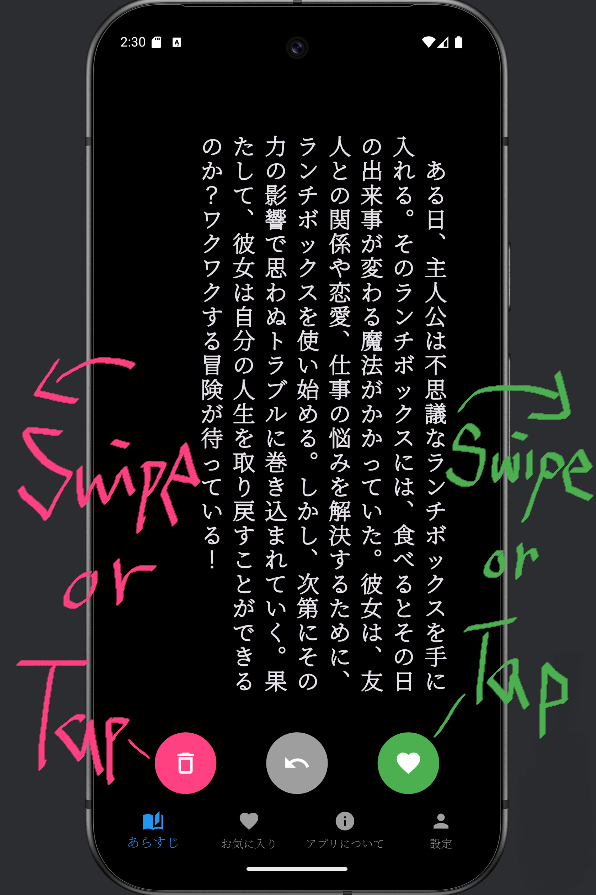 2:30
ある日、主人公は不思議なランチボックスを手に
入れる。そのランチボックスには、食べるとその日
の出来事が変わる魔法がかかっていた。彼女は、友
人との関係や恋愛、仕事の悩みを解決するために、
ランチボックスを使い始める。しかし、次第にその
力の影響で思わぬトラブルに巻き込まれていく。果
たして、彼女は自分の人生を取り戻すことができる
のか？ワクワクする冒険が待っている！
Swipe
or
Tap
Swipe
or
Tap
あらすじ
お気に入り
アプリについて
設定